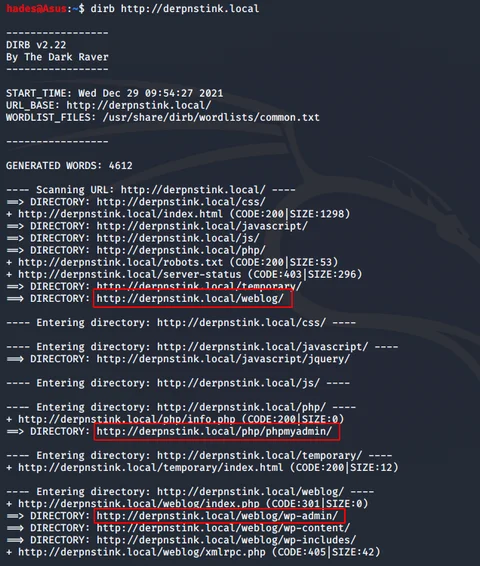 hades@Asus:~$ dirb http://derpnstink.local
-----------------
DIRB v2.22
By The Dark Raver
-----------------
START_TIME: Wed Dec 29 09:54:27 2021
URL_BASE: http://derpnstink.local/
WORDLIST_FILES: /usr/share/dirb/wordlists/common.txt
-----------------
GENERATED WORDS: 4612
---- Scanning URL: http://derpnstink.local/ ----
==> DIRECTORY: http://derpnstink.local/css/
+ http://derpnstink.local/index.html (CODE:200|SIZE:1298)
==> DIRECTORY: http://derpnstink.local/javascript/
==> DIRECTORY: http://derpnstink.local/js/
==> DIRECTORY: http://derpnstink.local/php/
+ http://derpnstink.local/robots.txt (CODE:200|SIZE:53)
+ http://derpnstink.local/server-status (CODE:403|SIZE:296)
==> DIRECTORY: http://derpnstink.local/temporary/
==> DIRECTORY: http://derpnstink.local/weblog/
---- Entering directory: http://derpnstink.local/css/ ----
---- Entering directory: http://derpnstink.local/javascript/ ----
==> DIRECTORY: http://derpnstink.local/javascript/jquery/
---- Entering directory: http://derpnstink.local/js/ ----
---- Entering directory: http://derpnstink.local/php/ ----
+ http://derpnstink.local/php/info.php (CODE:200|SIZE:0)
==> DIRECTORY: http://derpnstink.local/php/phpmyadmin/
---- Entering directory: http://derpnstink.local/temporary/ ----
+ http://derpnstink.local/temporary/index.html (CODE:200|SIZE:12)
---- Entering directory: http://derpnstink.local/weblog/ ----
+ http://derpnstink.local/weblog/index.php (CODE:301|SIZE:0)
==> DIRECTORY: http://derpnstink.local/weblog/wp-admin/
==> DIRECTORY: http://derpnstink.local/weblog/wp-content/
==> DIRECTORY: http://derpnstink.local/weblog/wp-includes/
+ http://derpnstink.local/weblog/xmlrpc.php (CODE:405|SIZE:42)